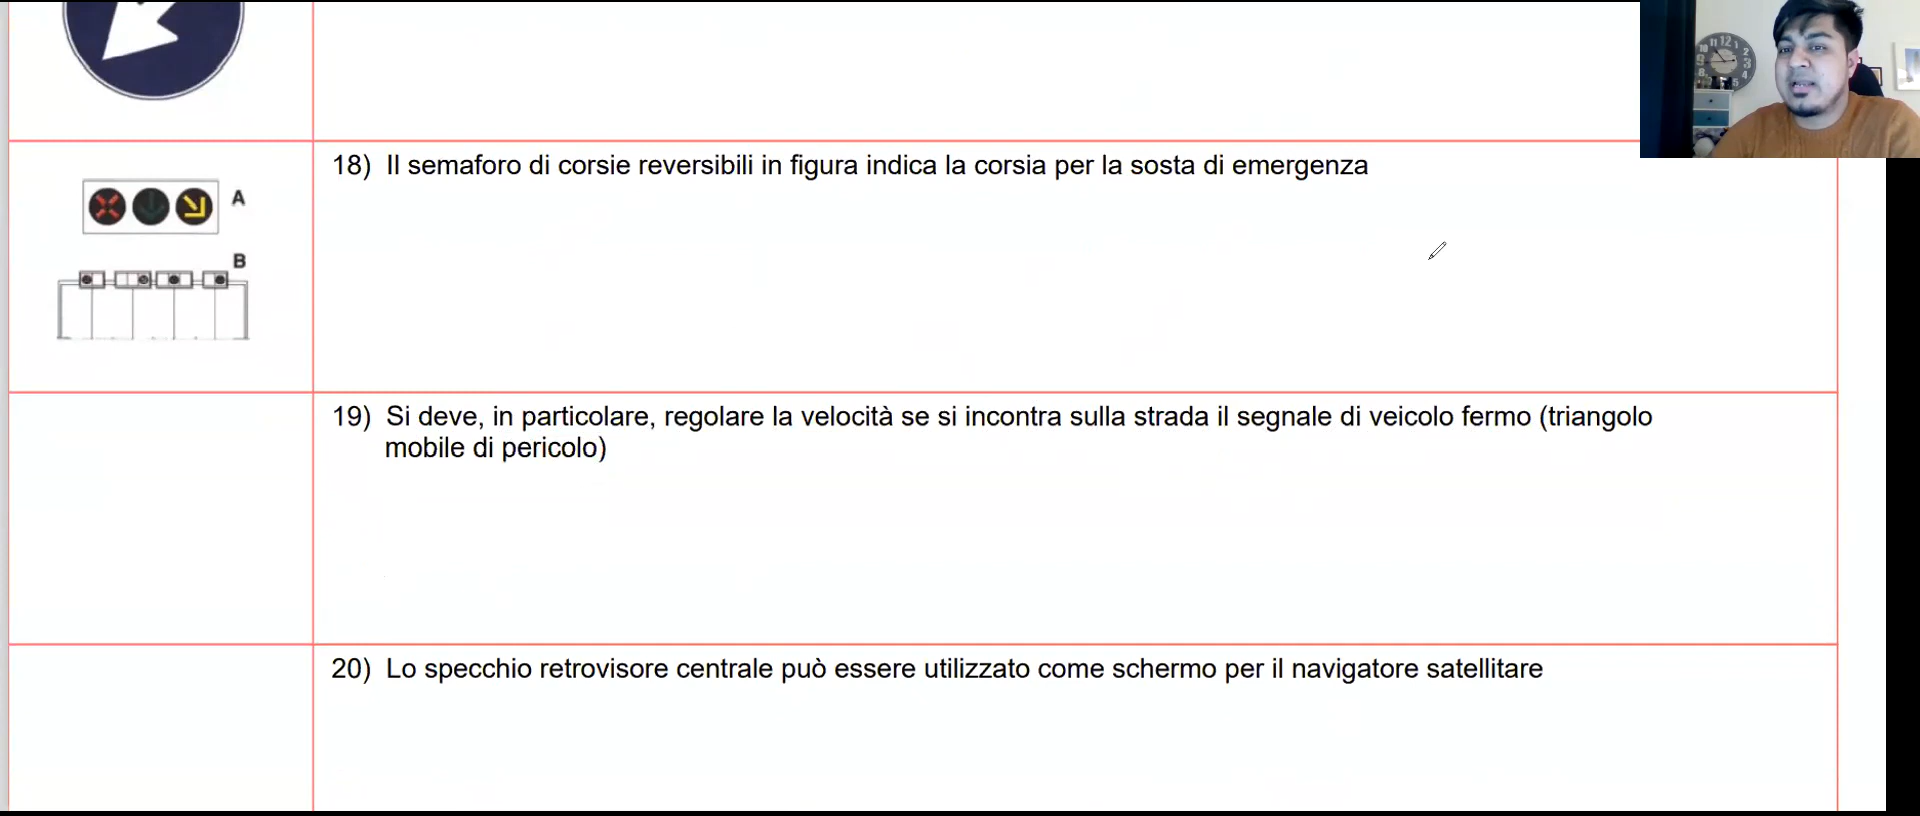 18) Il semaforo di corsie reversibili in figura indica la corsia per la sosta di emergenza
A
B
19) Si deve, in particolare, regolare la velocità se si incontra sulla strada il segnale di veicolo fermo (triangolo
mobile di pericolo)
20) Lo specchio retrovisore centrale può essere utilizzato come schermo per il navigatore satellitare